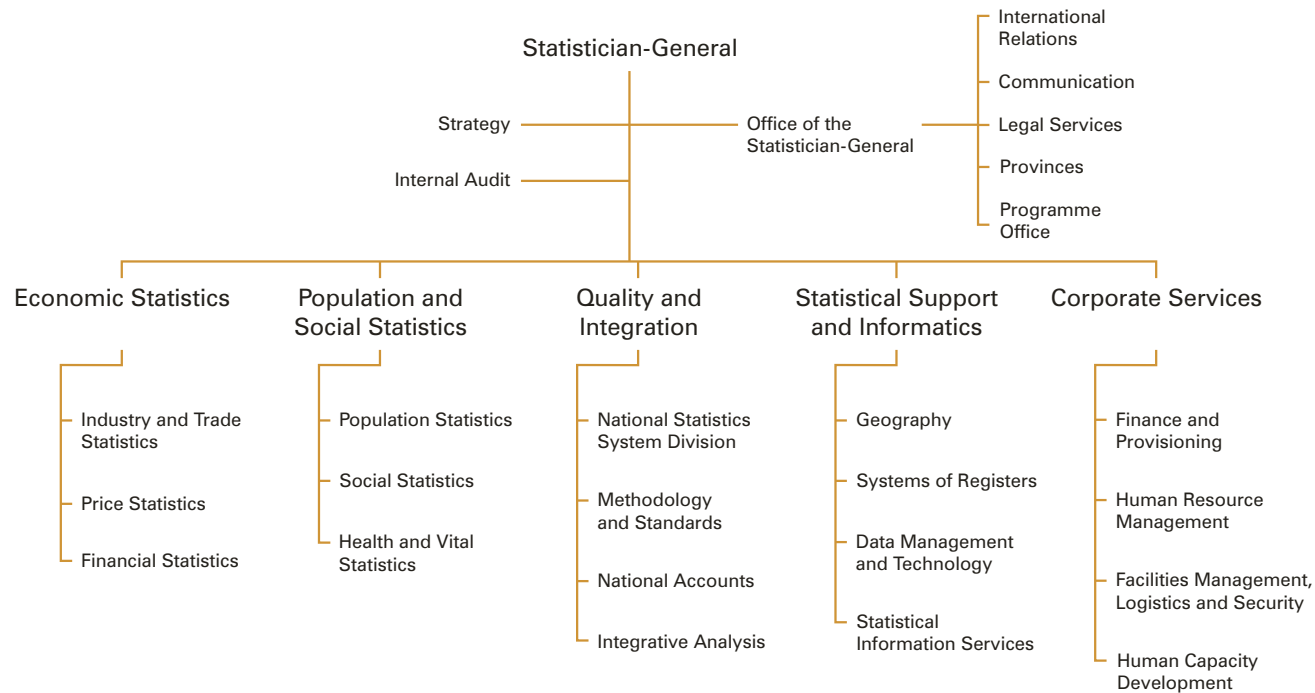 Statistician-General
Strategy
Internal Audit
Office of the
Statistician-General
International
Relations
Communication
Legal Services
Provinces
Programme
Office
Economic Statistics
Industry and Trade
Statistics
Price Statistics
Financial Statistics
Population and
Social Statistics
Population Statistics
Social Statistics
Health and Vital
Statistics
Quality and
Integration
National Statistics
System Division
Methodology
and Standards
National Accounts
Integrative Analysis
Statistical Support
and Informatics
Geography
Systems of Registers
Data Management
and Technology
Statistical
Information Services
Corporate Services
Finance and
Provisioning
Human Resource
Management
Facilities Management,
Logistics and Security
Human Capacity
Development